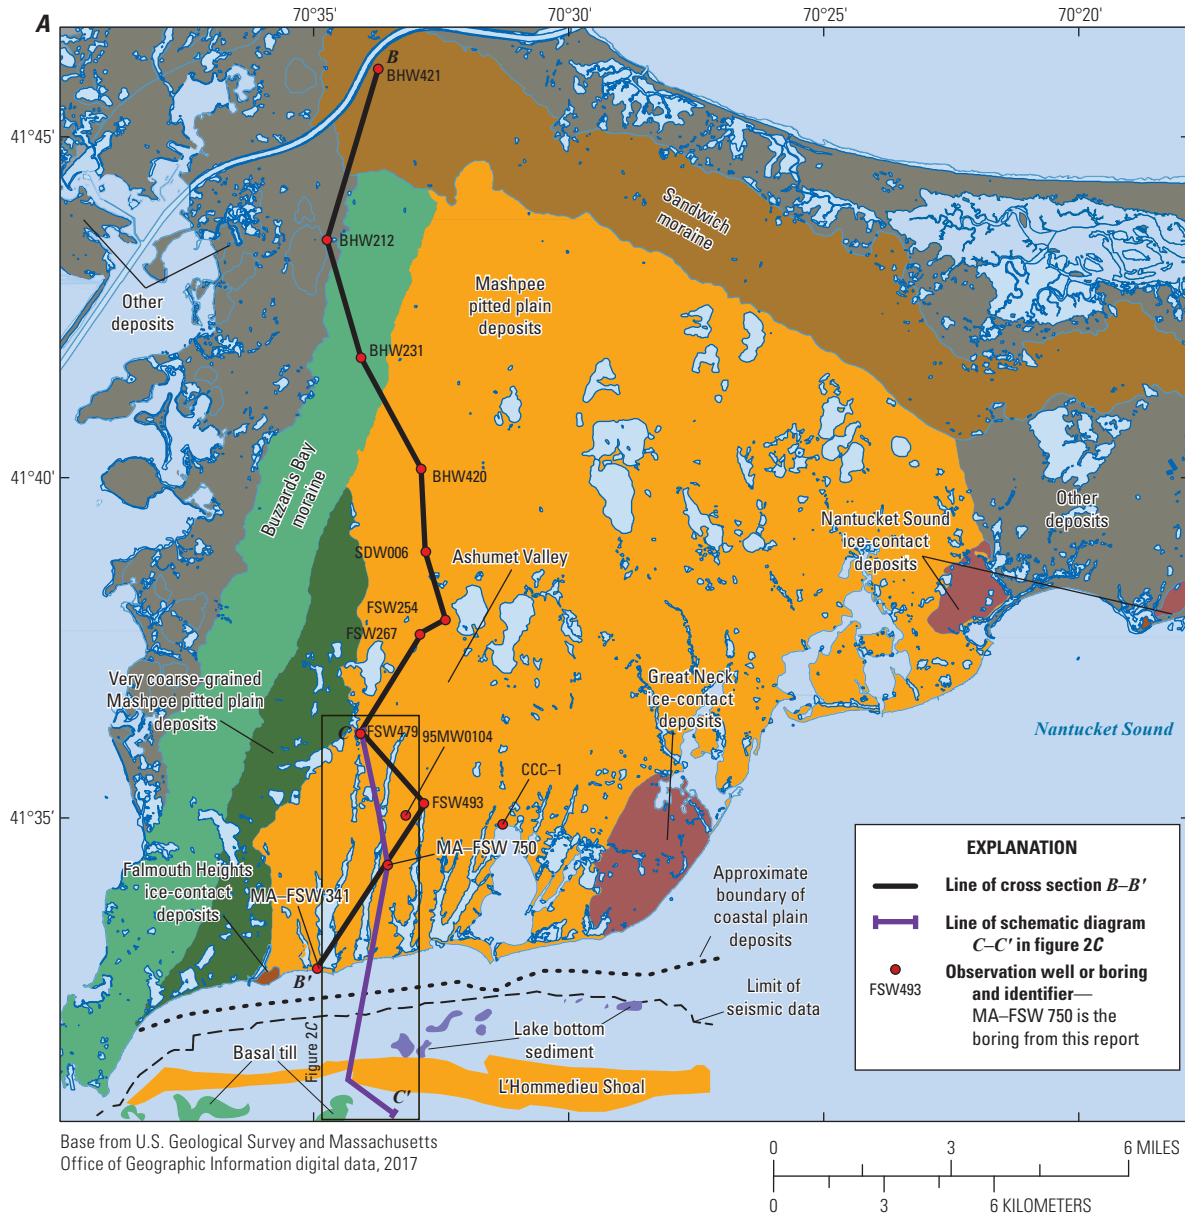 A
70°35'
70°30'
70°25'
70°20'
B
BHW421
41°45'
Sandwich
moraine
BHW212
Mashpee
pitted plain
deposits
Other
deposits
BHW231
41°40'
BHW420
Buzzards Bay
moraine
Other
deposits
Nantucket Sound
ice-contact
deposits
SDW006
Ashumet Valley
FSW254
FSW267
Very coarse-grained
Mashpee pitted plain
deposits
Great Neck
ice-contact
deposits
Nantucket Sound
C
FSW479
95MW0104
CCC–1
FSW493
41°35'
MA–FSW 750
Falmouth Heights
ice-contact
deposits
MA–FSW 341
Approximate
boundary of
coastal plain
deposits
B'
Limit of
seismic data
Figure 2C
Lake bottom
sediment
Basal till
L'Hommedieu Shoal
C'
EXPLANATION
Line of cross section B–B'
Line of schematic diagram
C–C' in figure 2C
Observation well or boring
FSW493
and identifier—
MA–FSW 750 is the
boring from this report
Base from U.S. Geological Survey and Massachusetts
Office of Geographic Information digital data, 2017
0 3 6 MILES
0 3 6 KILOMETERS